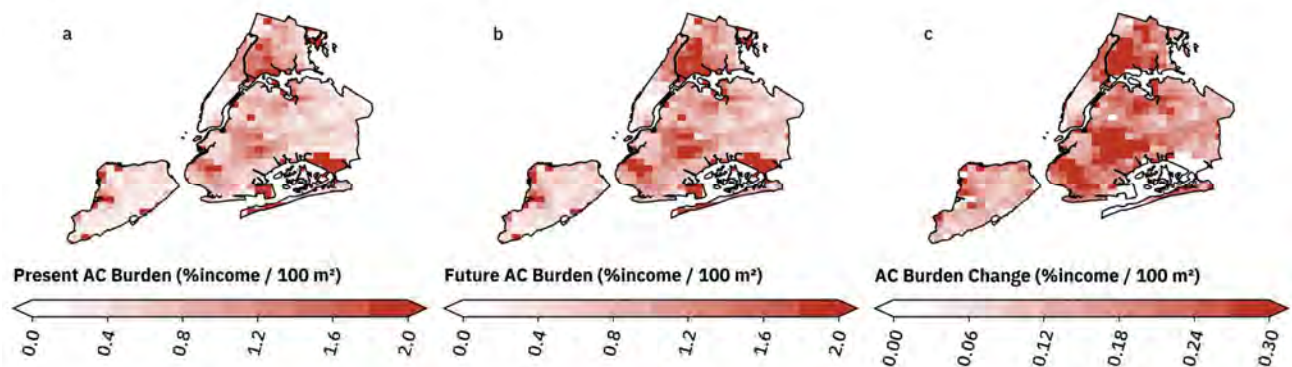 a
b
c
Present AC Burden (%income / 100 m²)
0.0 0.4 0.8 1.2 1.6 2.0
Future AC Burden (%income / 100 m²)
0.0 0.4 0.8 1.2 1.6 2.0
AC Burden Change (%income / 100 m²)
0.00 0.06 0.12 0.18 0.24 0.30